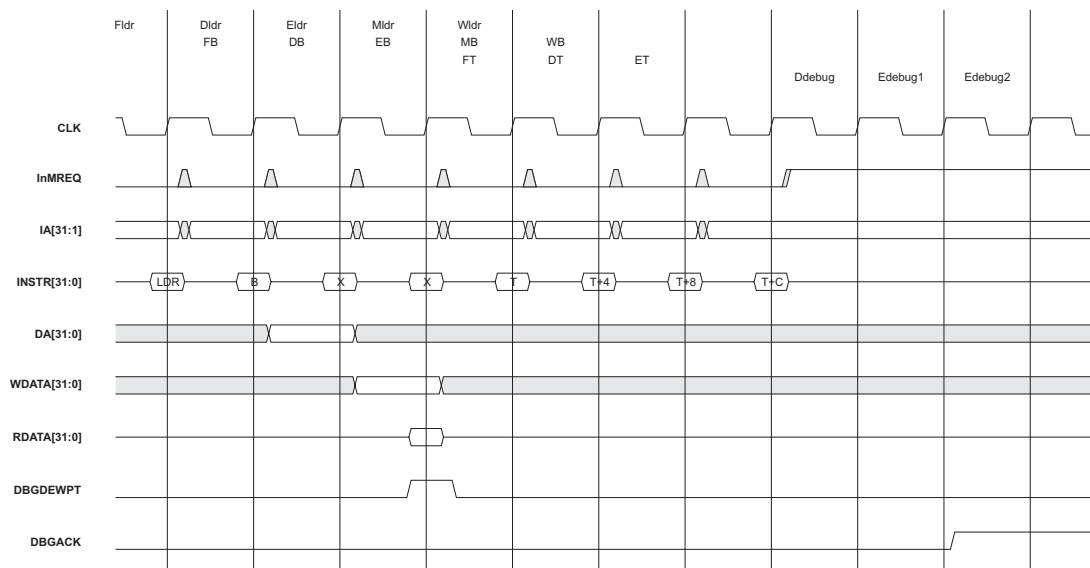 Fldr Dldr Eldr Mldr Wldr
FB DB EB MB WB
FT DT ET
Ddebug Edebug1 Edebug2
CLK
InMREQ
IA[31:1]
INSTR[31:0] LDR B X X T T+4 T+8 T+C
DA[31:0]
WDATA[31:0]
RDATA[31:0]
DBGDEWPT
DBGACK